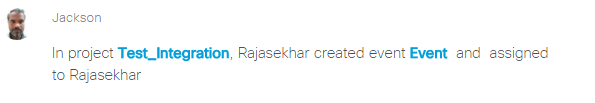 Jackson
In project Test_Integration, Rajasekhar created event Event and assigned
to Rajasekhar